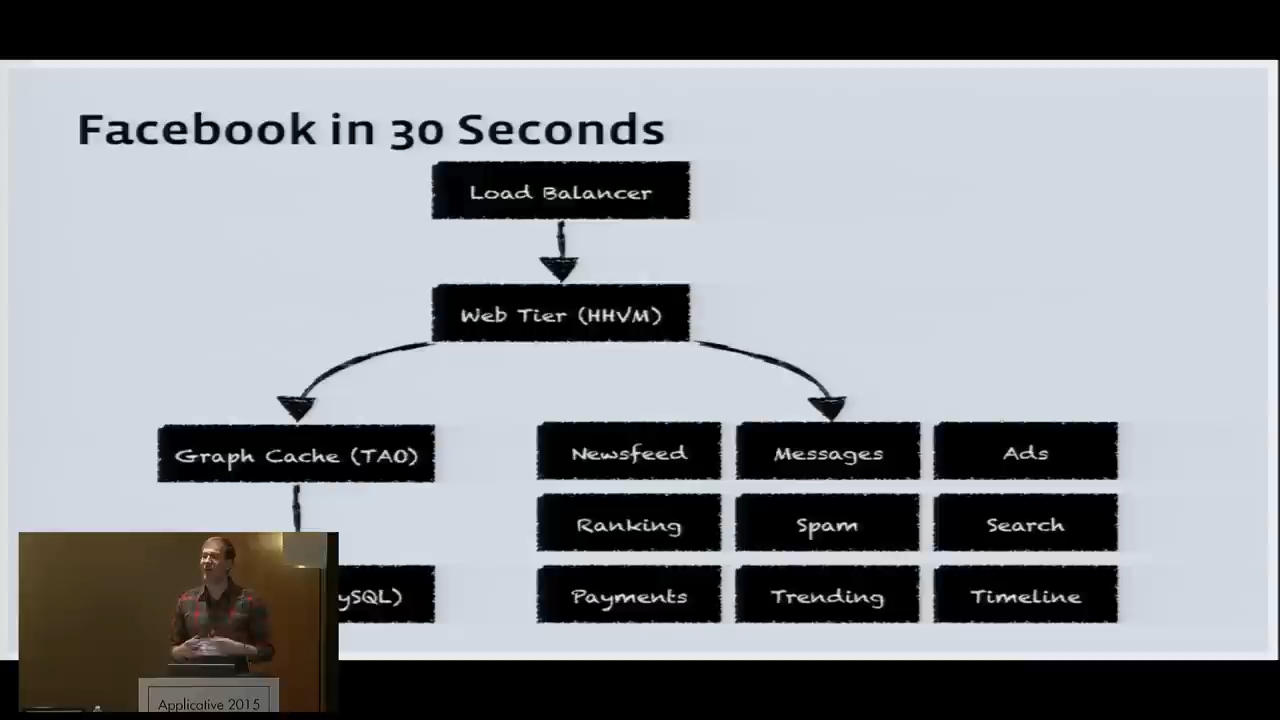 Facebook in 30 Seconds
Load Balancer
Web Tier (HHVM)
Graph Cache (TAO)
Newsfeed
Messages
Ads
Ranking
Spam
Search
ySQL)
Payments
Trending
Timeline
Applicative 2015